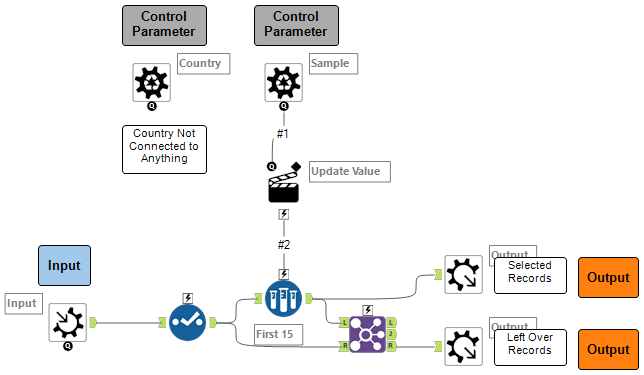 Control
Parameter
Control
Parameter
Country
Sample
Q
Q
Country Not
Connected to
Anything
#1
Q
Update Value
#2
Input
Output
Selected
Records
Output
Input
First 15
L
R
L
J
R
Output
Left Over
Records
Output
Q